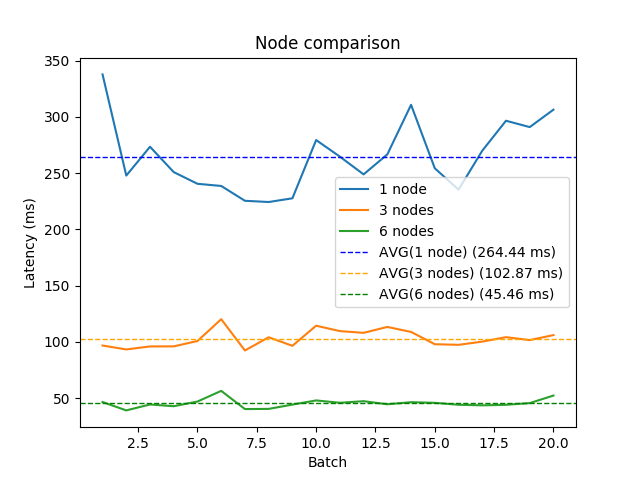 Node comparison
350
300
250
200
150
100
50
Latency (ms)
1 node
3 nodes
6 nodes
AVG(1 node) (264.44 ms)
AVG(3 nodes) (102.87 ms)
AVG(6 nodes) (45.46 ms)
2.5 5.0 7.5 10.0 12.5 15.0 17.5 20.0
Batch